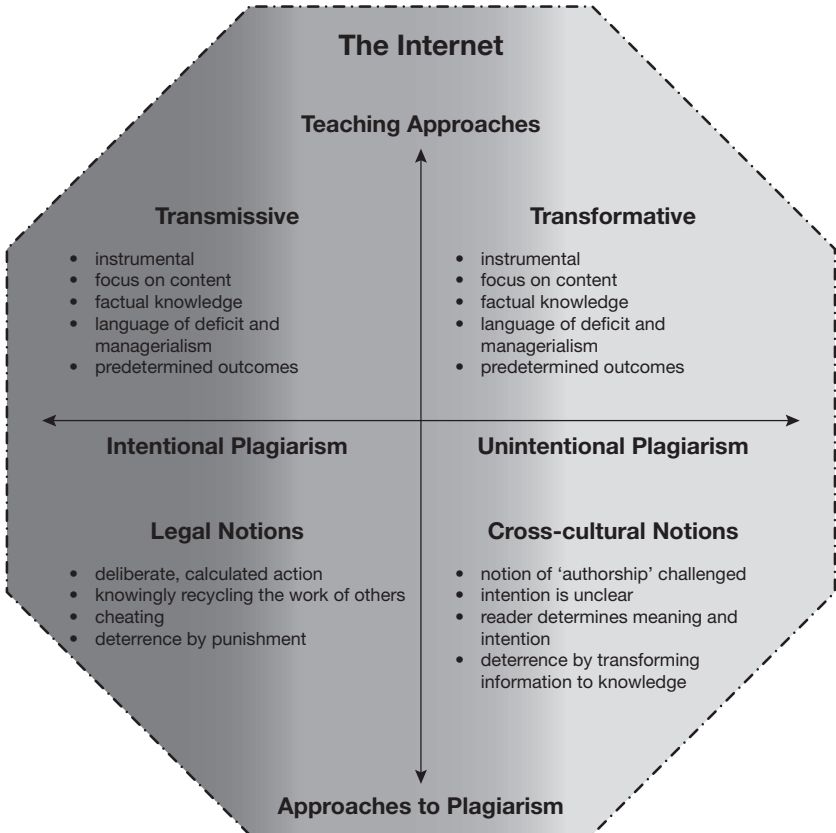 The Internet
Teaching Approaches
Transmissive
• instrumental
• focus on content
• factual knowledge
• language of deficit and
managerialism
• predetermined outcomes
Transformative
• instrumental
• focus on content
• factual knowledge
• language of deficit and
managerialism
• predetermined outcomes
Intentional Plagiarism
Unintentional Plagiarism
Legal Notions
• deliberate, calculated action
• knowingly recycling the work of others
• cheating
• deterrence by punishment
Cross-cultural Notions
• notion of ‘authorship’ challenged
• intention is unclear
• reader determines meaning and
intention
• deterrence by transforming
information to knowledge
Approaches to Plagiarism